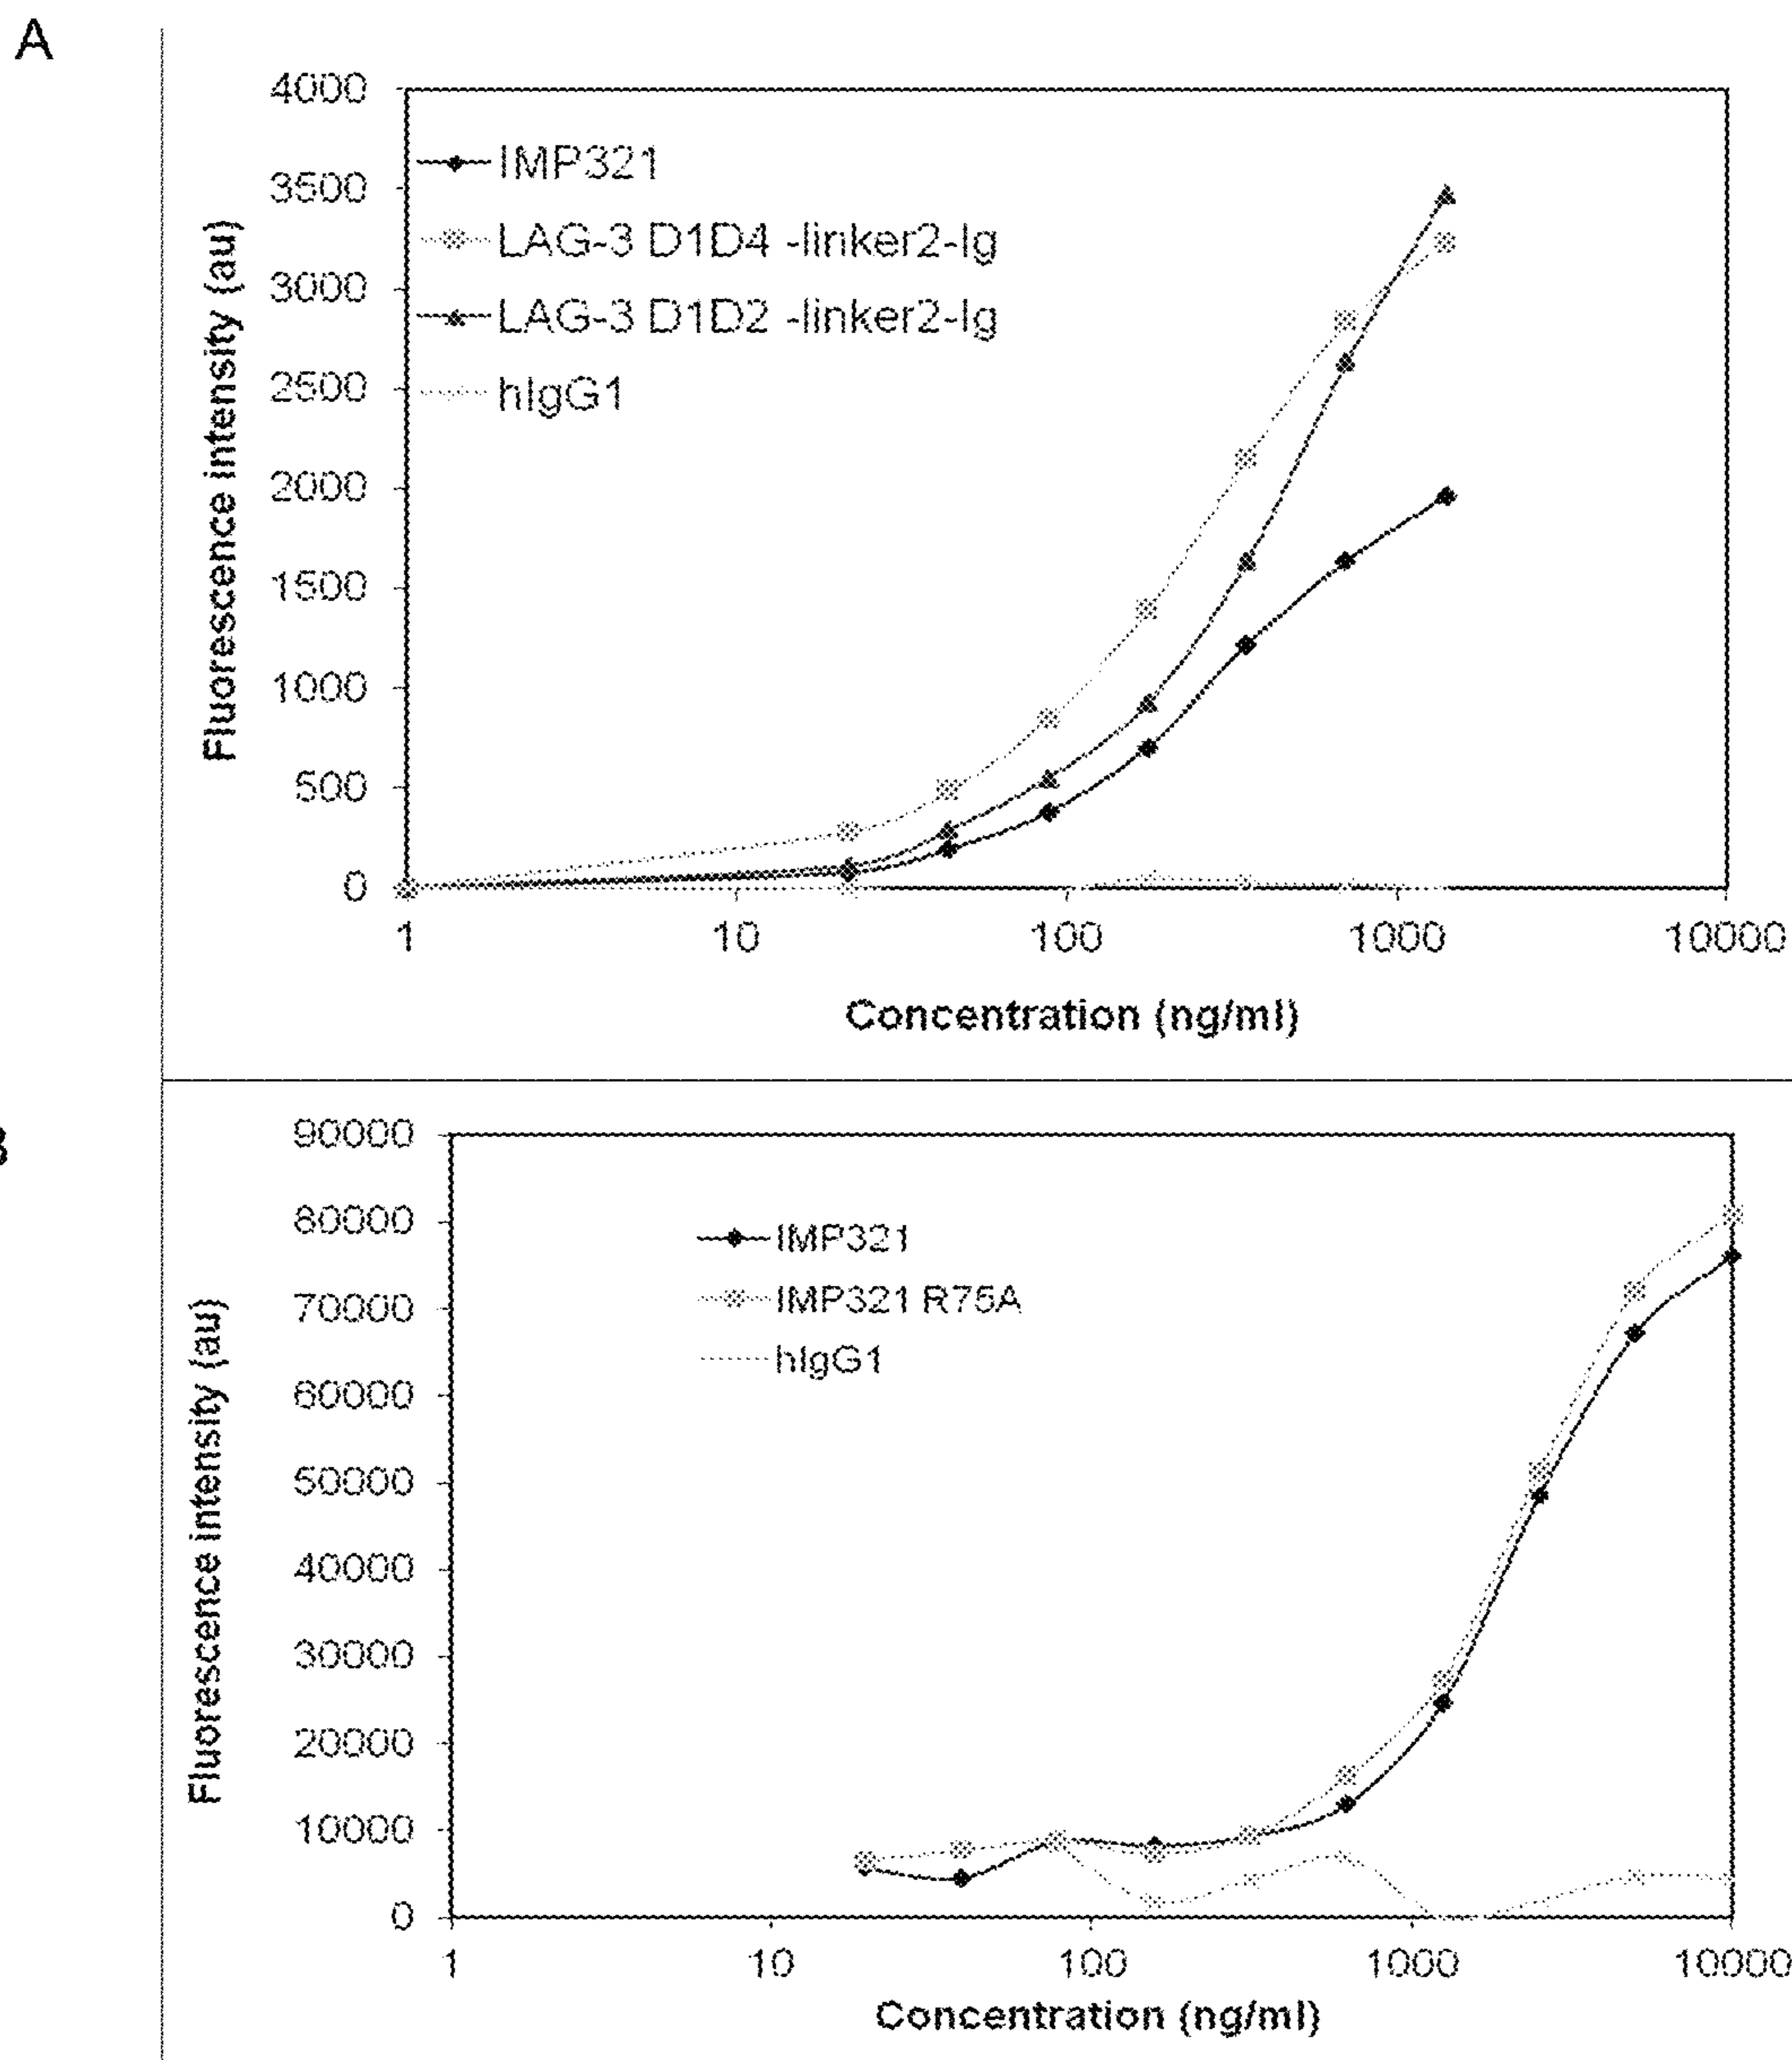 A
4000
3500
3000
2500
2000
1500
1000
500
0
Fluorescence intensity (au)
IMP321
LAG-3 D1D4 -linker2-Ig
LAG-3 D1D2 -linker2-Ig
hIgG1
1 10 100 1000 10000
Concentration (ng/ml)
B
90000
80000
70000
60000
50000
40000
30000
20000
10000
0
Fluorescence intensity (au)
IMP321
IMP321 R75A
hIgG1
1 10 100 1000 10000
Concentration (ng/ml)